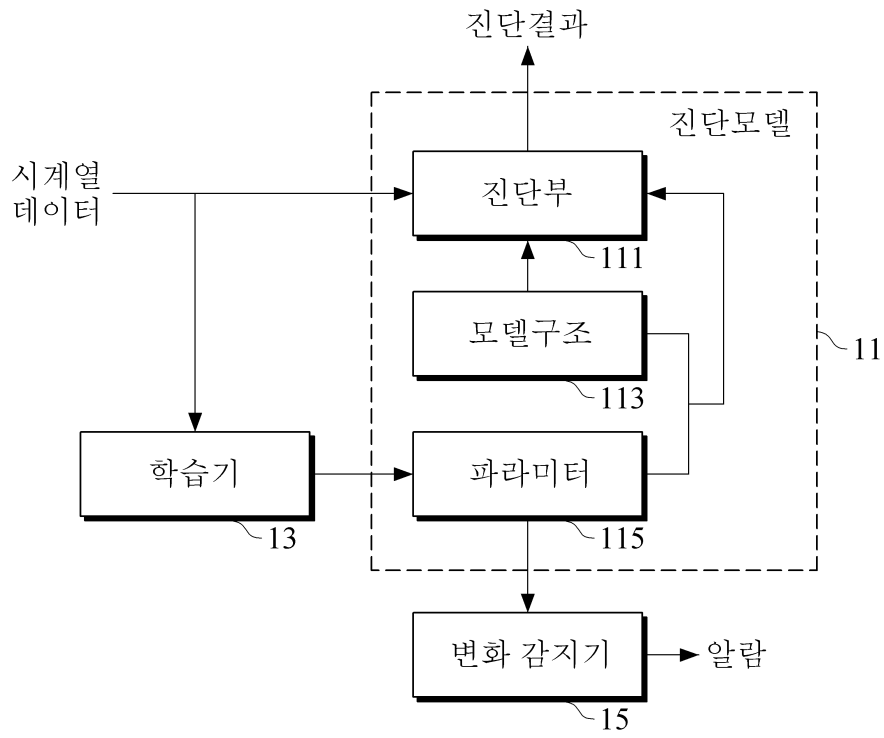 진단결과
진단모델
시계열
데이터
진단부
111
모델구조
113
11
학습기
13
파라미터
115
변화 감지기
15
알람